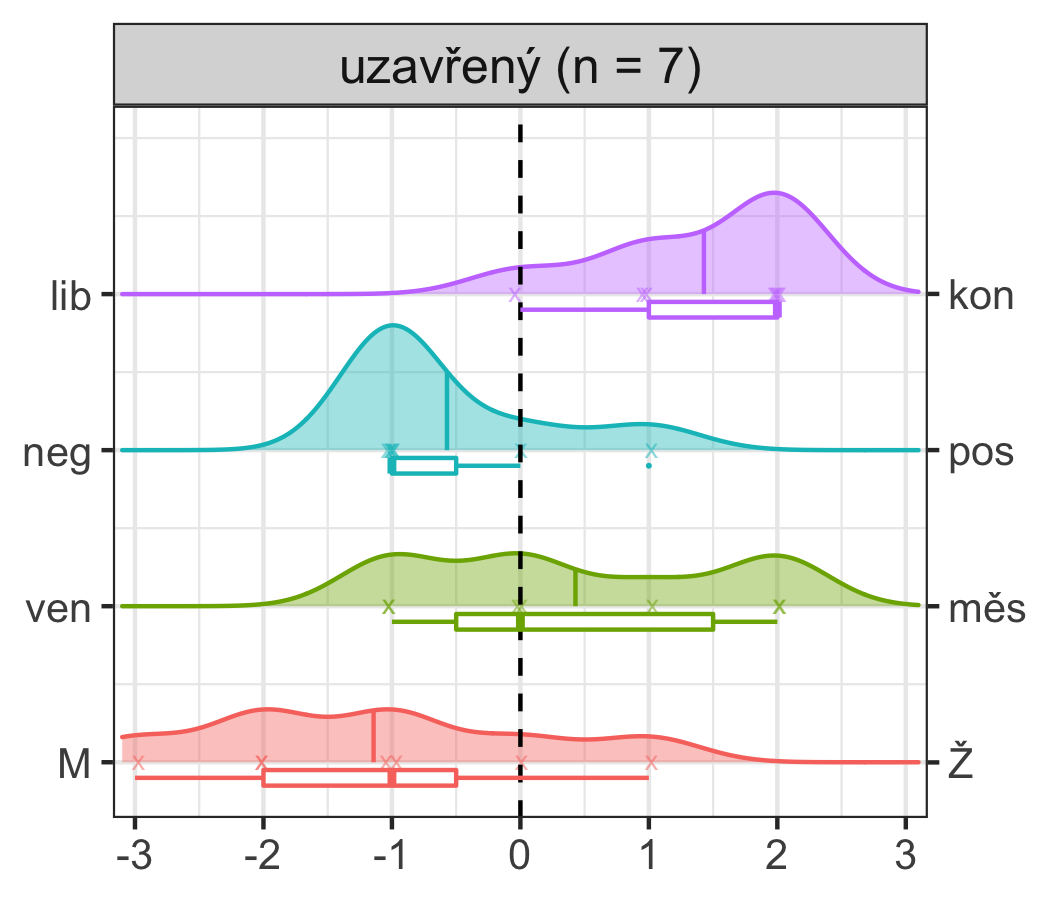 uzavřený (n = 7)
lib kon
neg pos
ven měs
M Ž
-3 -2 -1 0 1 2 3